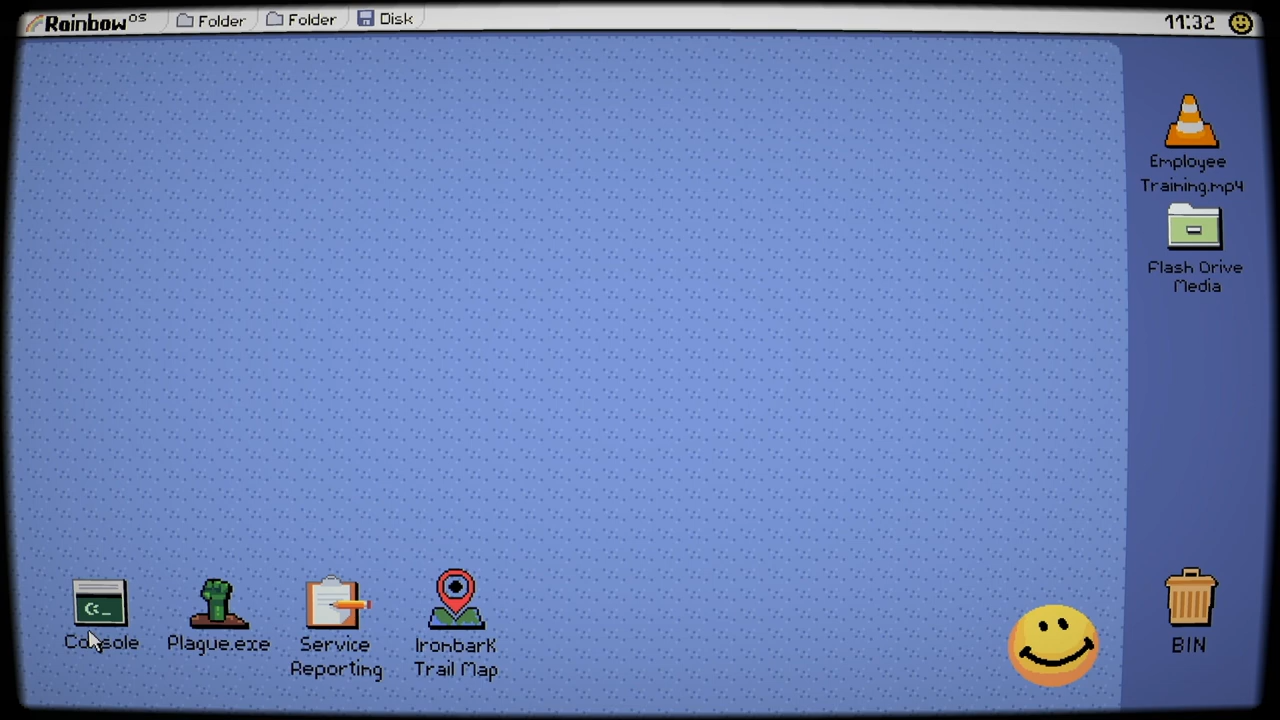 Rainbow OS
Folder
Folder
Disk
11:32
Employee
Training.mp4
Flash Drive
Media
Console
Plague.exe
Service
Reporting
Ironbark
Trail Map
BIN